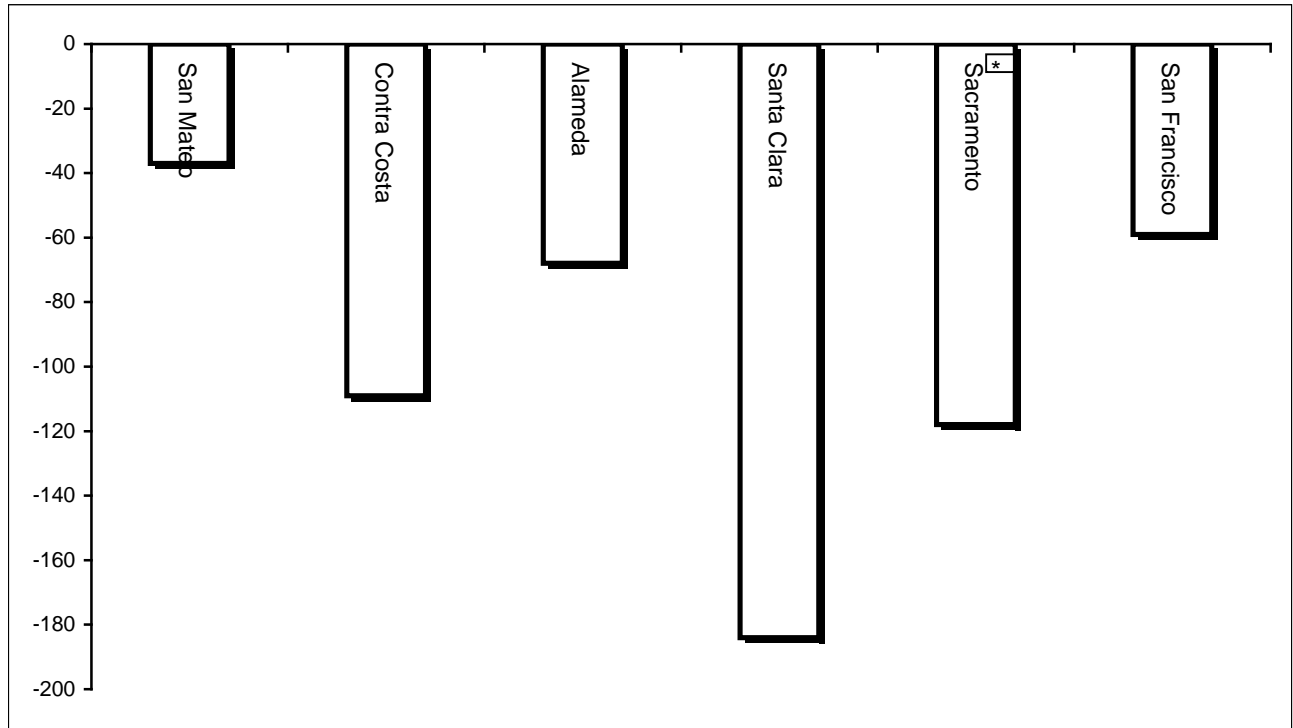 0
-20
-40
-60
-80
-100
-120
-140
-160
-180
-200
San Mateo
Contra Costa
Alameda
Santa Clara
Sacramento
*
San Francisco